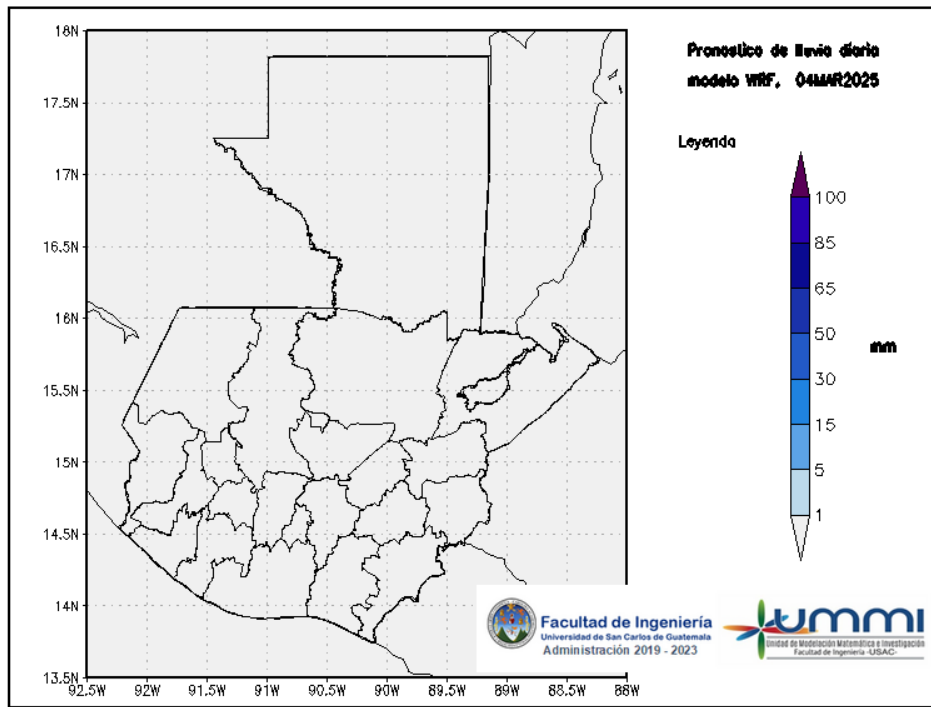 Pronostico de lluvia diaria
modelo WRF, 04MAR2025
Leyenda
100
85
65
50
30
15
5
1
mm
18N
17.5N
17N
16.5N
16N
15.5N
15N
14.5N
14N
13.5N
92.5W
92W
91.5W
91W
90.5W
90W
89.5W
89W
88.5W
88W
Facultad de Ingeniería
Universidad de San Carlos de Guatemala
Administración 2019 - 2023
UMMI
Unidad de Modelación Matemática e Investigación
Facultad de Ingeniería -USAC-